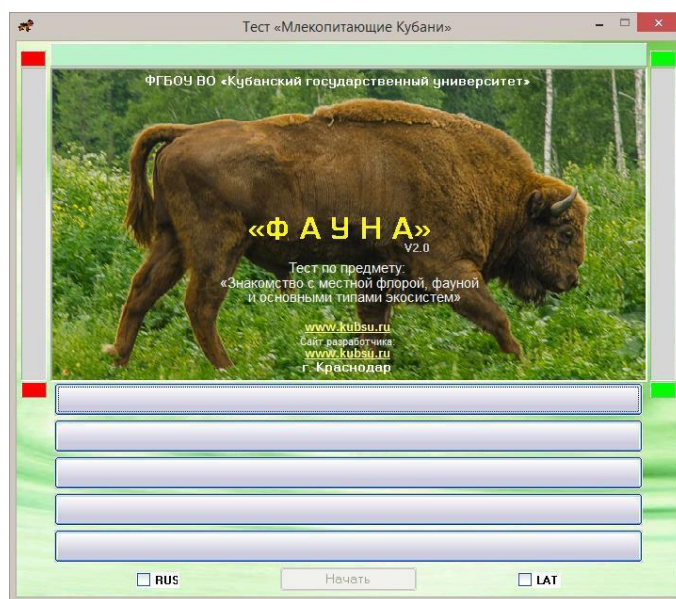 Тест «Млекопитающие Кубани»
ФГБОУ ВО «Кубанский государственный университет»
«Ф А У Н А»
V2.0
Тест по предмету:
«Знакомство с местной флорой, фауной
и основными типами экосистем»
www.kubsu.ru
Сайт разработчика:
www.kubsu.ru
г. Краснодар
RUS
Начать
LAT